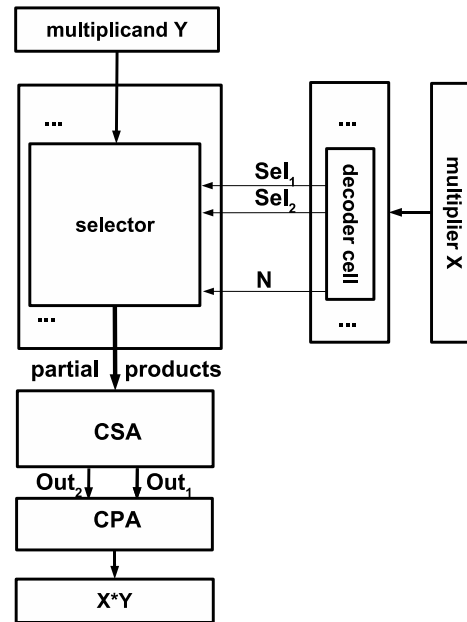 multiplicand Y
...
...
Sel1
Sel2
selector
decoder cell
multiplier X
N
...
...
partial products
CSA
Out2 Out1
CPA
X*Y